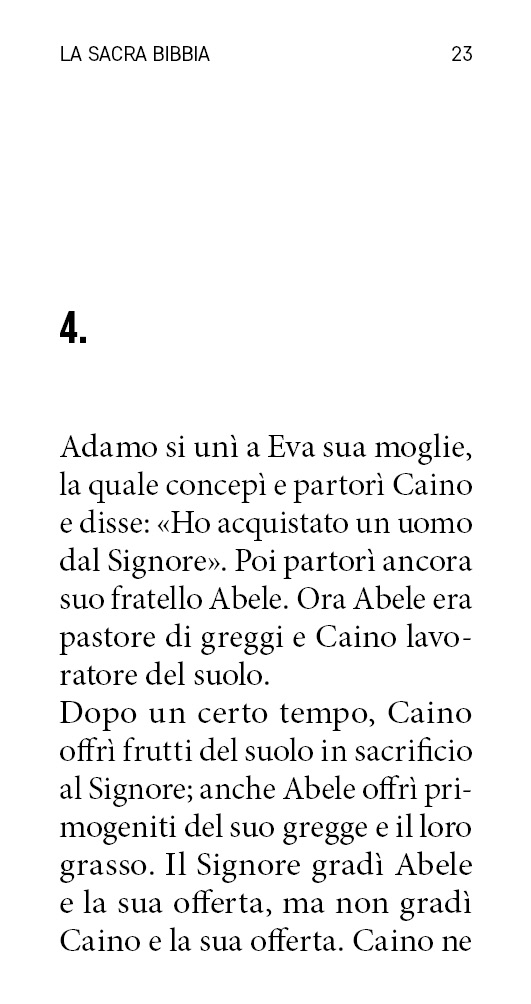 LA SACRA BIBBIA 23
4.
Adamo si unì a Eva sua moglie,
la quale concepì e partorì Caino
e disse: «Ho acquistato un uomo
dal Signore». Poi partorì ancora
suo fratello Abele. Ora Abele era
pastore di greggi e Caino lavo-
ratore del suolo.
Dopo un certo tempo, Caino
offrì frutti del suolo in sacrificio
al Signore; anche Abele offrì pri-
mogeniti del suo gregge e il loro
grasso. Il Signore gradì Abele
e la sua offerta, ma non gradì
Caino e la sua offerta. Caino ne